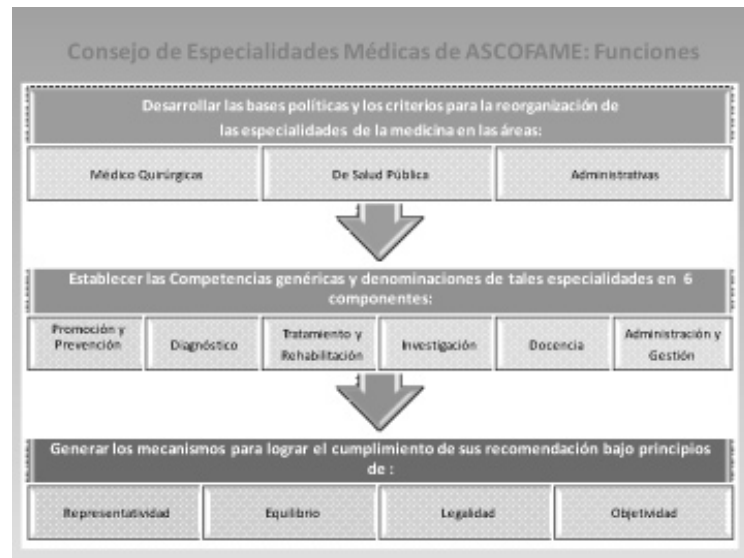 Consejo de Especialidades Médicas de ASCOFAME: Funciones
Desarrollar las bases políticas y los criterios para la reorganización de
las especialidades de la medicina en las áreas:
Médico Quirúrgicas
De Salud Pública
Administrativas
Establecer las Competencias genéricas y denominaciones de tales especialidades en 6
componentes:
Promoción y
Prevención
Diagnóstico
Tratamiento y
Rehabilitación
Investigación
Docencia
Administración y
Gestión
Generar los mecanismos para lograr el cumplimiento de sus recomendación bajo principios
de :
Representatividad
Equilibrio
Legalidad
Objetividad